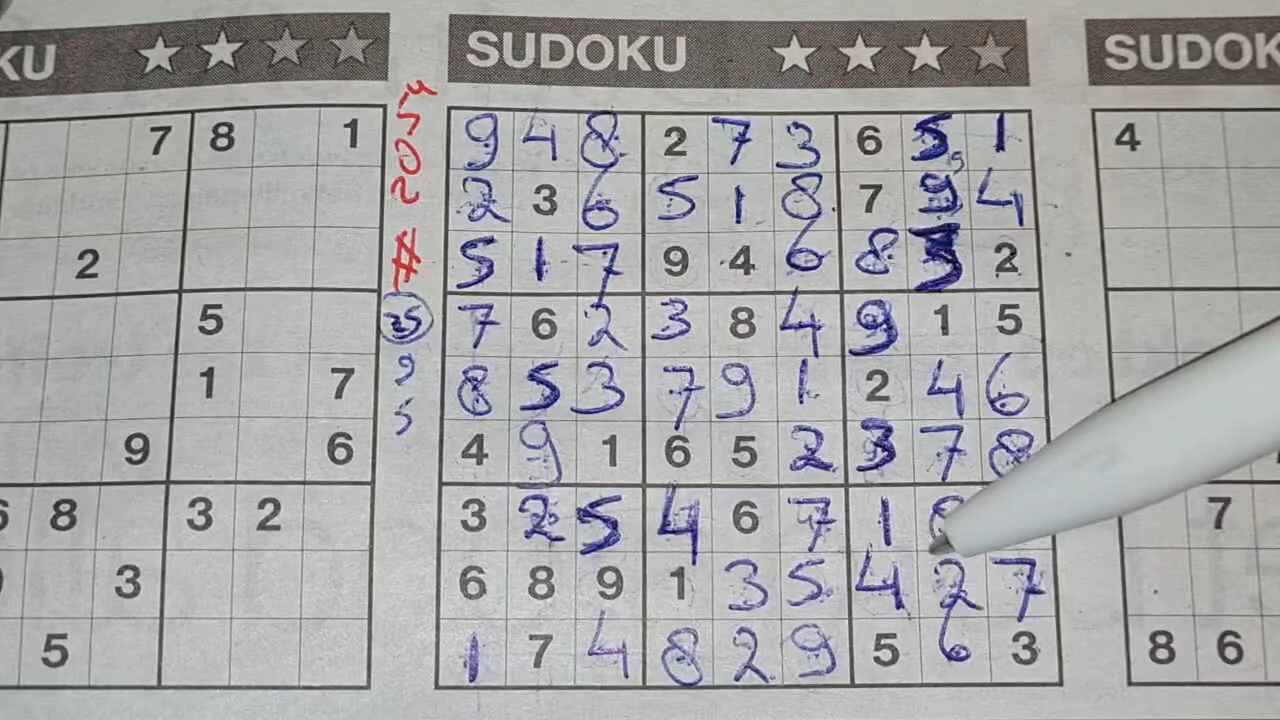 KU
SUDOKU
SUDOK
7 8 1
2
5
1 7
9 6
6 8 3 2
3
5
# 2054
25
9
5
9 4 8 2 7 3 6 5 1
2 3 6 5 1 8 7 9 4
5 1 7 9 4 6 8 3 2
7 6 2 3 8 4 9 1 5
8 5 3 7 9 1 2 4 6
4 9 1 6 5 2 3 7 8
3 2 5 4 6 7 1
6 8 9 1 3 5 4 2 7
1 7 4 8 2 9 5 6 3
4
7
8 6